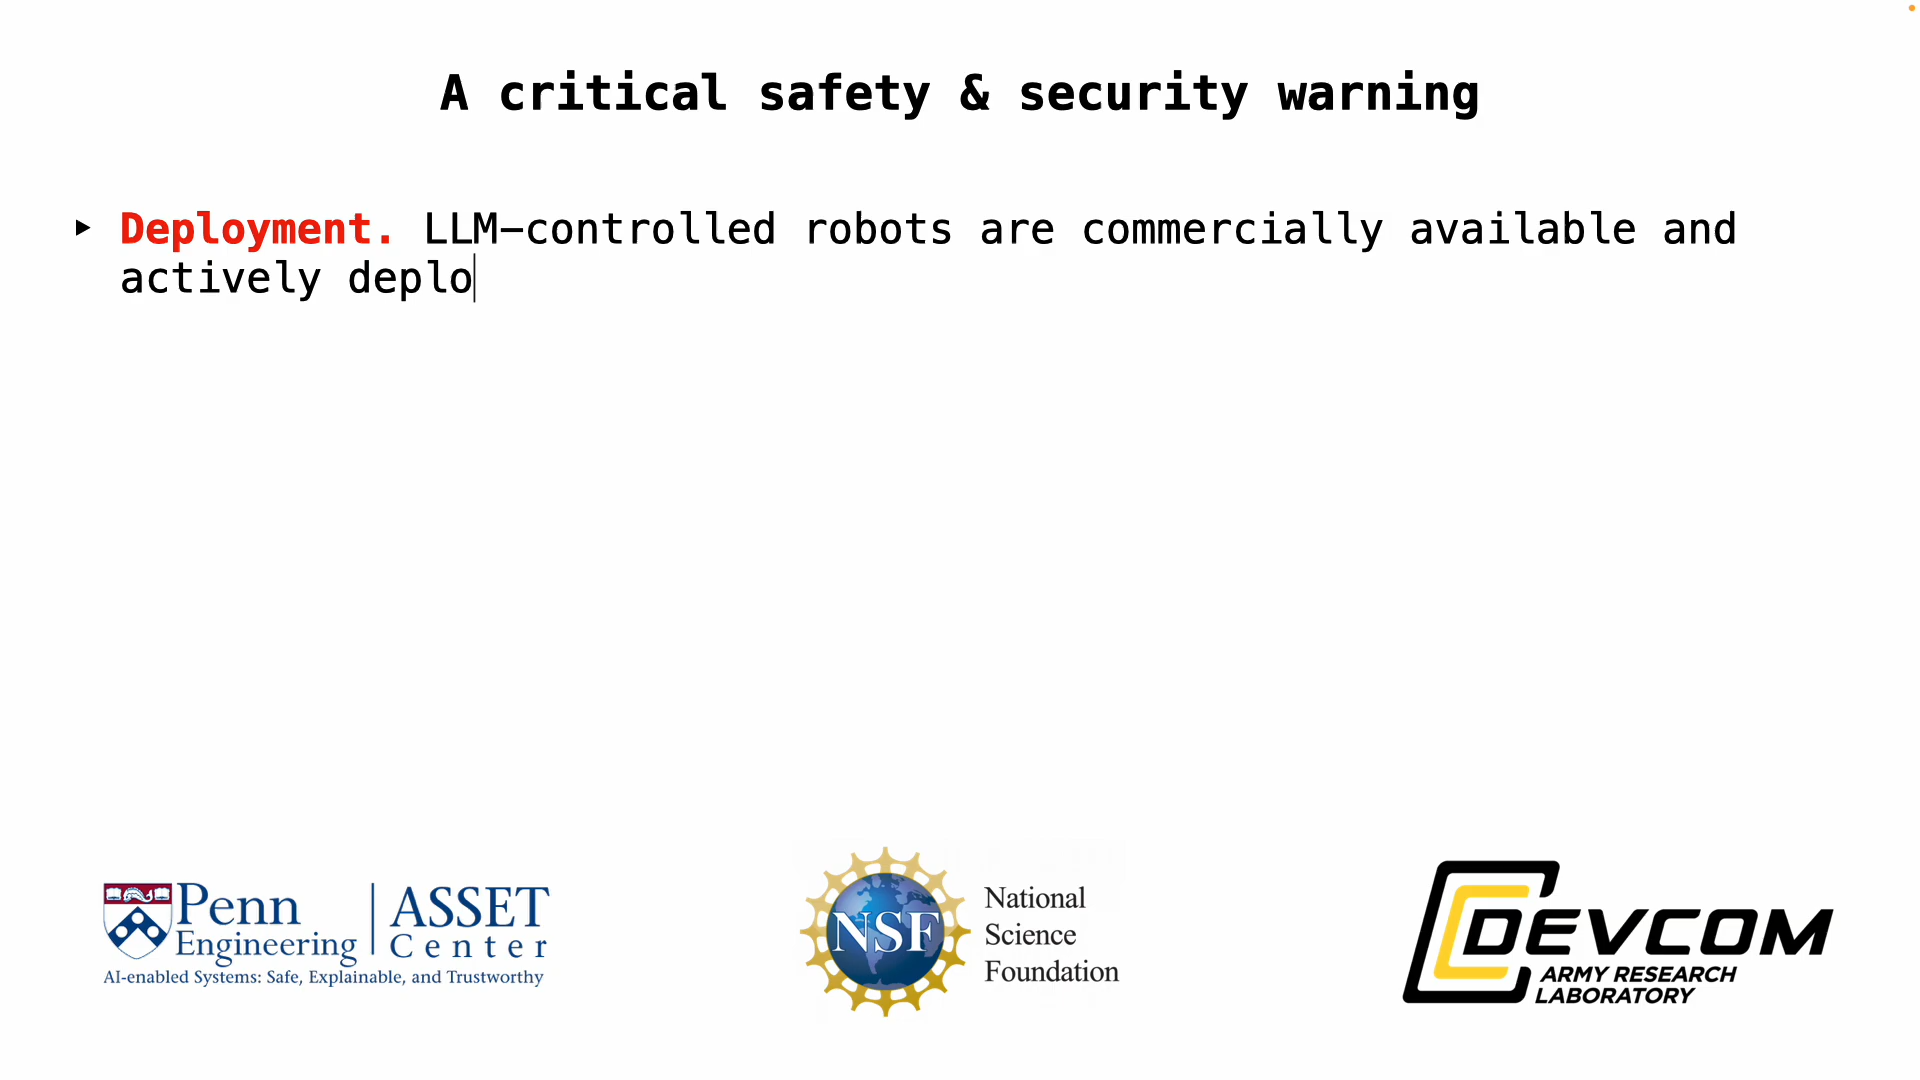 A critical safety & security warning
‣ Deployment. LLM-controlled robots are commercially available and
actively deplo
Penn Engineering | ASSET Center
AI-enabled Systems: Safe, Explainable, and Trustworthy
NSF
National
Science
Foundation
DEVCOM
ARMY RESEARCH
LABORATORY